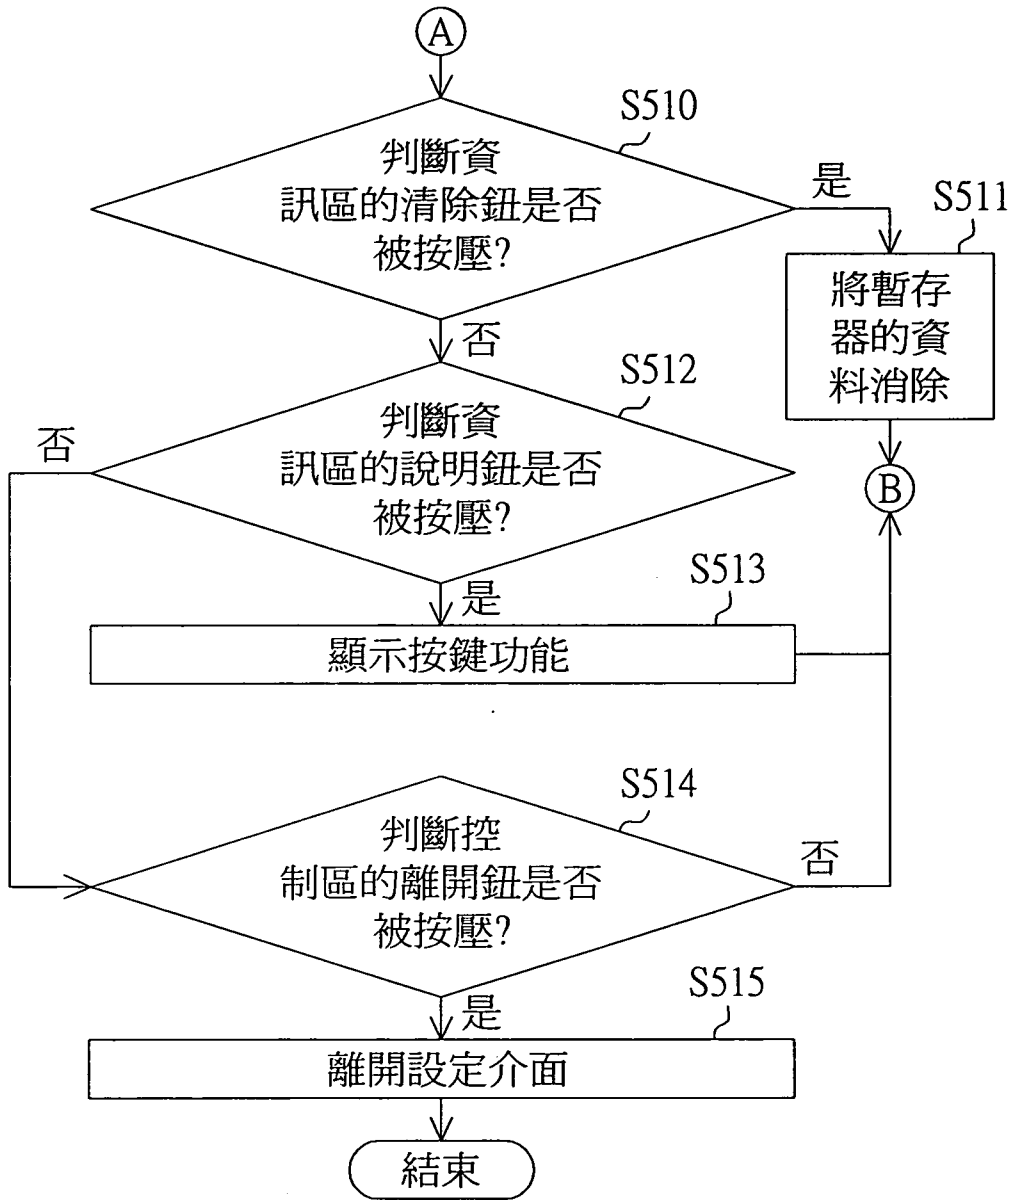 A
S510
判斷資
訊區的清除鈕是否
被按壓?
是
S511
將暫存
器的資
料消除
否
S512
判斷資
訊區的說明鈕是否
被按壓?
否
B
是
S513
顯示按鍵功能
S514
判斷控
制區的離開鈕是否
被按壓?
否
是
S515
離開設定介面
結束